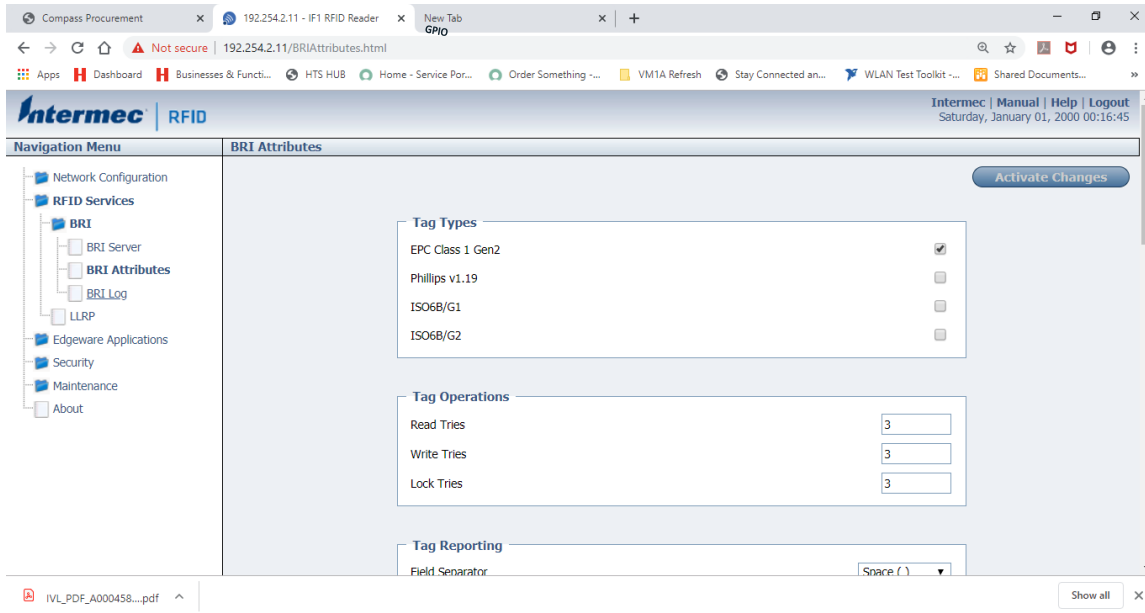 Compass Procurement
192.254.2.11 - IF1 RFID Reader
New Tab
GPIO
Not secure | 192.254.2.11/BRIAttributes.html
Apps Dashboard Businesses & Functi... HTS HUB Home - Service Por... Order Something -... VM1A Refresh Stay Connected an... WLAN Test Toolkit -... Shared Documents... »
Intermec | RFID
Intermec | Manual | Help | Logout
Saturday, January 01, 2000 00:16:45
Navigation Menu
BRI Attributes
Network Configuration
RFID Services
BRI
BRI Server
BRI Attributes
BRI Log
LLRP
Edgeware Applications
Security
Maintenance
About
Activate Changes
Tag Types
EPC Class 1 Gen2
Phillips v1.19
ISO6B/G1
ISO6B/G2
Tag Operations
Read Tries 3
Write Tries 3
Lock Tries 3
Tag Reporting
Field Separator Space ( )
IVL_PDF_A000458....pdf
Show all